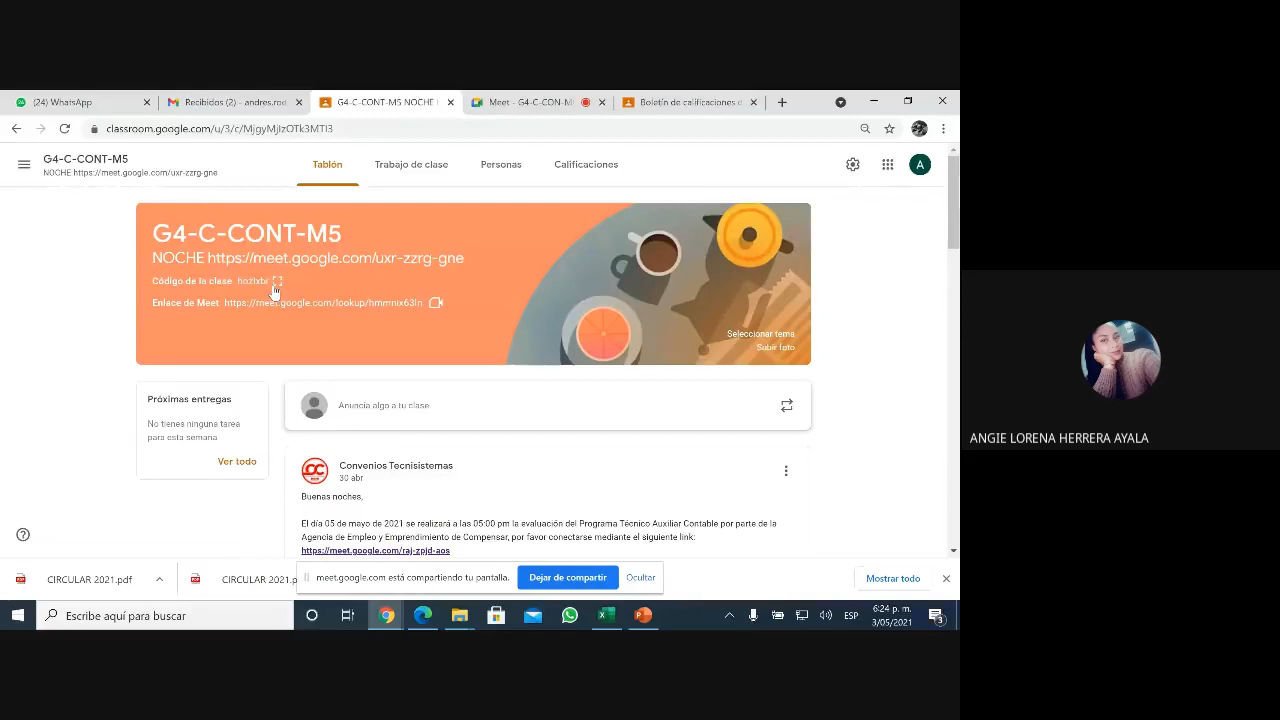 (24) WhatsApp
Recibidos (2) - andres.rod
G4-C-CONT-M5 NOCHE
Meet - G4-C-CON-M
Boletín de calificaciones d
classroom.google.com/u/3/c/MjgyMjIzOTk3MTI3
G4-C-CONT-M5
NOCHE https://meet.google.com/uxr-zzrg-gne
Tablón
Trabajo de clase
Personas
Calificaciones
A
G4-C-CONT-M5
NOCHE https://meet.google.com/uxr-zzrg-gne
Código de la clase
Enlace de Meet https://meet.google.com/lookup/hmmnix63ln
Seleccionar tema
Subir foto
Próximas entregas
No tienes ninguna tarea
para esta semana
Ver todo
Anuncia algo a tu clase
Convenios Tecnisistemas
30 abr
Buenas noches,
El día 05 de mayo de 2021 se realizará a las 05:00 pm la evaluación del Programa Técnico Auxiliar Contable por parte de la
Agencia de Empleo y Emprendimiento de Compensar, por favor conectarse mediante el siguiente link:
https://meet.google.com/raj-zpjd-aos
ANGIE LORENA HERRERA AYALA
CIRCULAR 2021.pdf
CIRCULAR 2021.p
meet.google.com está compartiendo tu pantalla.
Dejar de compartir
Ocultar
Mostrar todo
Escribe aquí para buscar
ESP
6:24 p. m.
3/05/2021
3